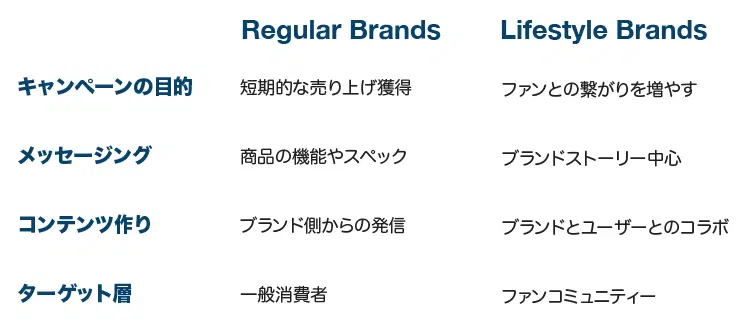 Regular Brands Lifestyle Brands
キャンペーンの目的 短期的な売り上げ獲得 ファンとの繋がりを増やす
メッセージング 商品の機能やスペック ブランドストーリー中心
コンテンツ作り ブランド側からの発信 ブランドとユーザーとのコラボ
ターゲット層 一般消費者 ファンコミュニティー